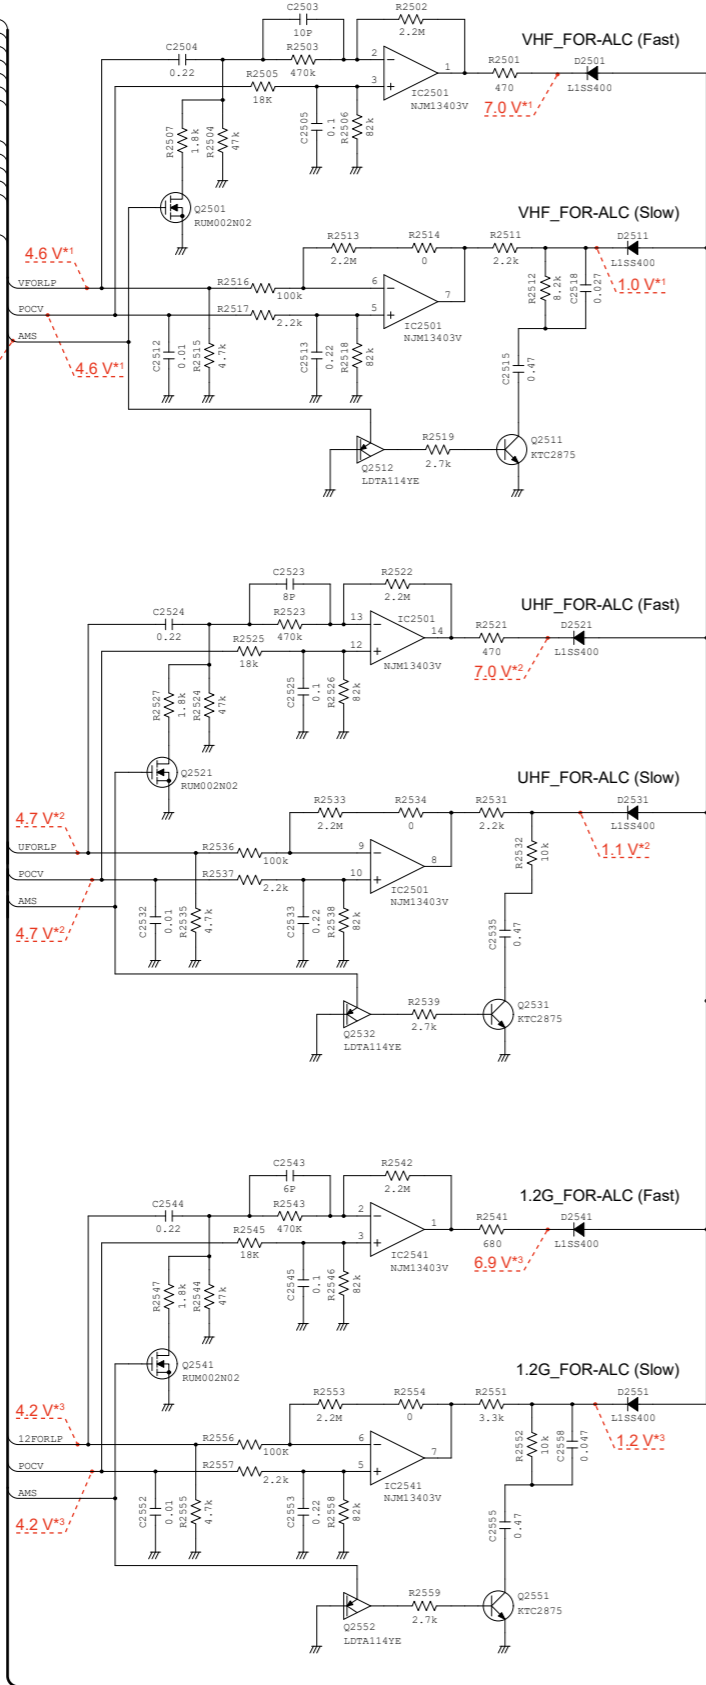 C2503
10P
R2502
2.2M
VHF_FOR-ALC (Fast)
C2504
0.22
R2503
470k
2
1
R2501
470
D2501
L1SS400
R2505
18K
3
IC2501
NJM13403V
7.0 V*1
R2507
1.8k
R2504
47k
C2505
0.1
R2506
82k
Q2501
RUM002N02
VHF_FOR-ALC (Slow)
4.6 V*1
R2513
2.2M
R2514
0
R2511
2.2k
D2511
L1SS400
VFORLP
R2516
100k
6
7
R2512
8.2k
C2518
0.027
1.0 V*1
POCV
R2517
2.2k
5
IC2501
NJM13403V
AMS
4.6 V*1
C2512
0.01
R2515
4.7k
C2513
0.22
R2518
82k
C2515
0.47
Q2512
LDTA114YE
R2519
2.7k
Q2511
KTC2875
C2523
8P
R2522
2.2M
UHF_FOR-ALC (Fast)
C2524
0.22
R2523
470k
13
IC2501
14
R2521
470
D2521
L1SS400
R2525
18k
12
NJM13403V
7.0 V*2
R2527
1.8k
R2524
47k
C2525
0.1
R2526
82k
Q2521
RUM002N02
UHF_FOR-ALC (Slow)
4.7 V*2
R2533
2.2M
R2534
0
R2531
2.2k
D2531
L1SS400
UFORLP
R2536
100k
9
8
R2532
10k
1.1 V*2
POCV
R2537
2.2k
10
IC2501
NJM13403V
AMS
4.7 V*2
C2532
0.01
R2535
4.7k
C2533
0.22
R2538
82k
C2535
0.47
Q2532
LDTA114YE
R2539
2.7k
Q2531
KTC2875
C2543
6P
R2542
2.2M
1.2G_FOR-ALC (Fast)
C2544
0.22
R2543
470K
2
1
R2541
680
D2541
L1SS400
R2545
18K
3
IC2541
NJM13403V
6.9 V*3
R2547
1.8k
R2544
47k
C2545
0.1
R2546
82k
Q2541
RUM002N02
1.2G_FOR-ALC (Slow)
4.2 V*3
R2553
2.2M
R2554
0
R2551
3.3k
D2551
L1SS400
12FORLP
R2556
100K
6
7
R2552
10k
C2558
0.047
1.2 V*3
POCV
R2557
2.2k
5
IC2541
NJM13403V
AMS
4.2 V*3
C2552
0.01
R2555
4.7k
C2553
0.22
R2558
82k
C2555
0.47
Q2552
LDTA114YE
R2559
2.7k
Q2551
KTC2875